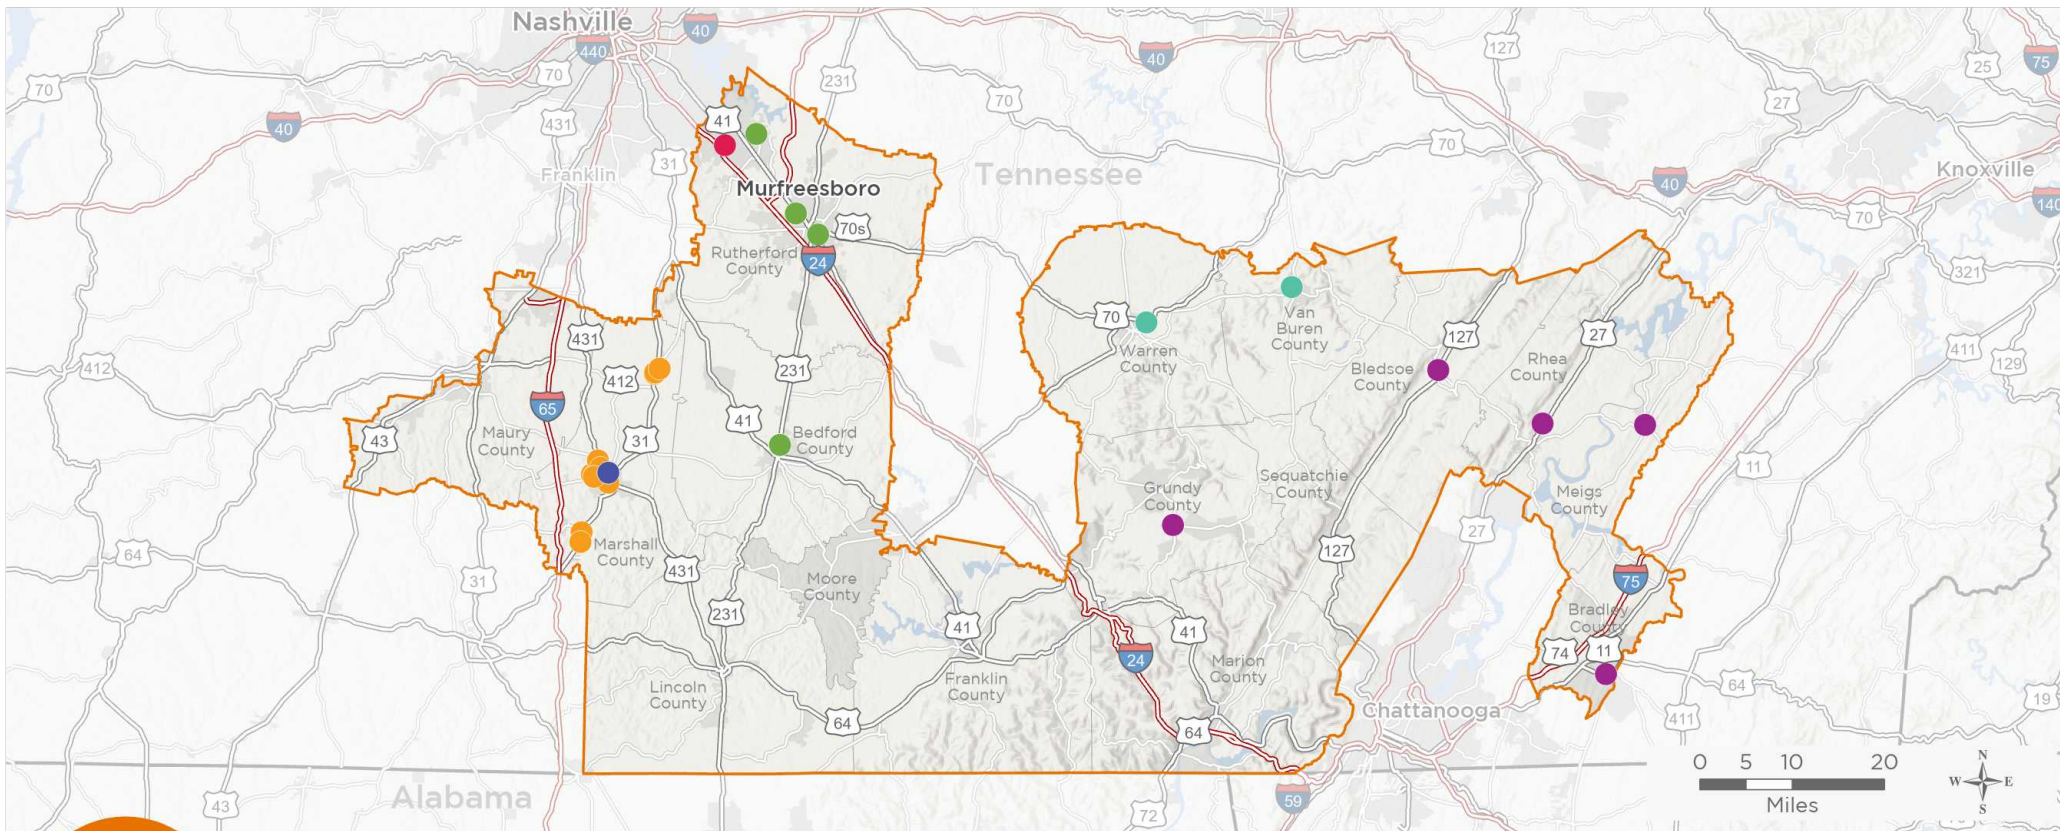 Nashville
40
440
70
70
231
40
127
75
25
70
27
40
431
41
31
Franklin
Tennessee
70
Knoxville
40
140
Murfreesboro
70
70s
Rutherford
County
24
321
431
70
127
27
Van
Buren
County
Warren
County
Rhea
County
411
129
412
412
231
Bledsoe
County
65
41
43
Maury
County
31
Bedford
County
11
Sequatchie
County
Grundy
County
Meigs
County
27
64
Marshall
County
127
431
31
Moore
County
75
231
41
41
Bradley
County
74
11
24
Marion
County
Lincoln
County
Franklin
County
64
19
Chattanooga
411
64
64
0 5 10 20
Miles
N
W E
S
Alabama
43
59
72